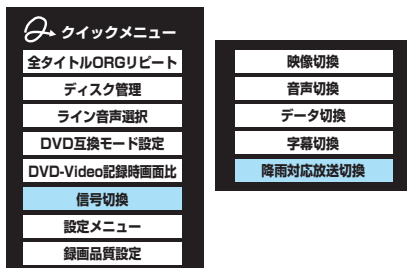 クイックメニュー
全タイトルORGリピート
ディスク管理
ライン音声選択
DVD互換モード設定
DVD-Video記録時画面比
信号切換
設定メニュー
録画品質設定
映像切換
音声切換
データ切換
字幕切換
降雨対応放送切換